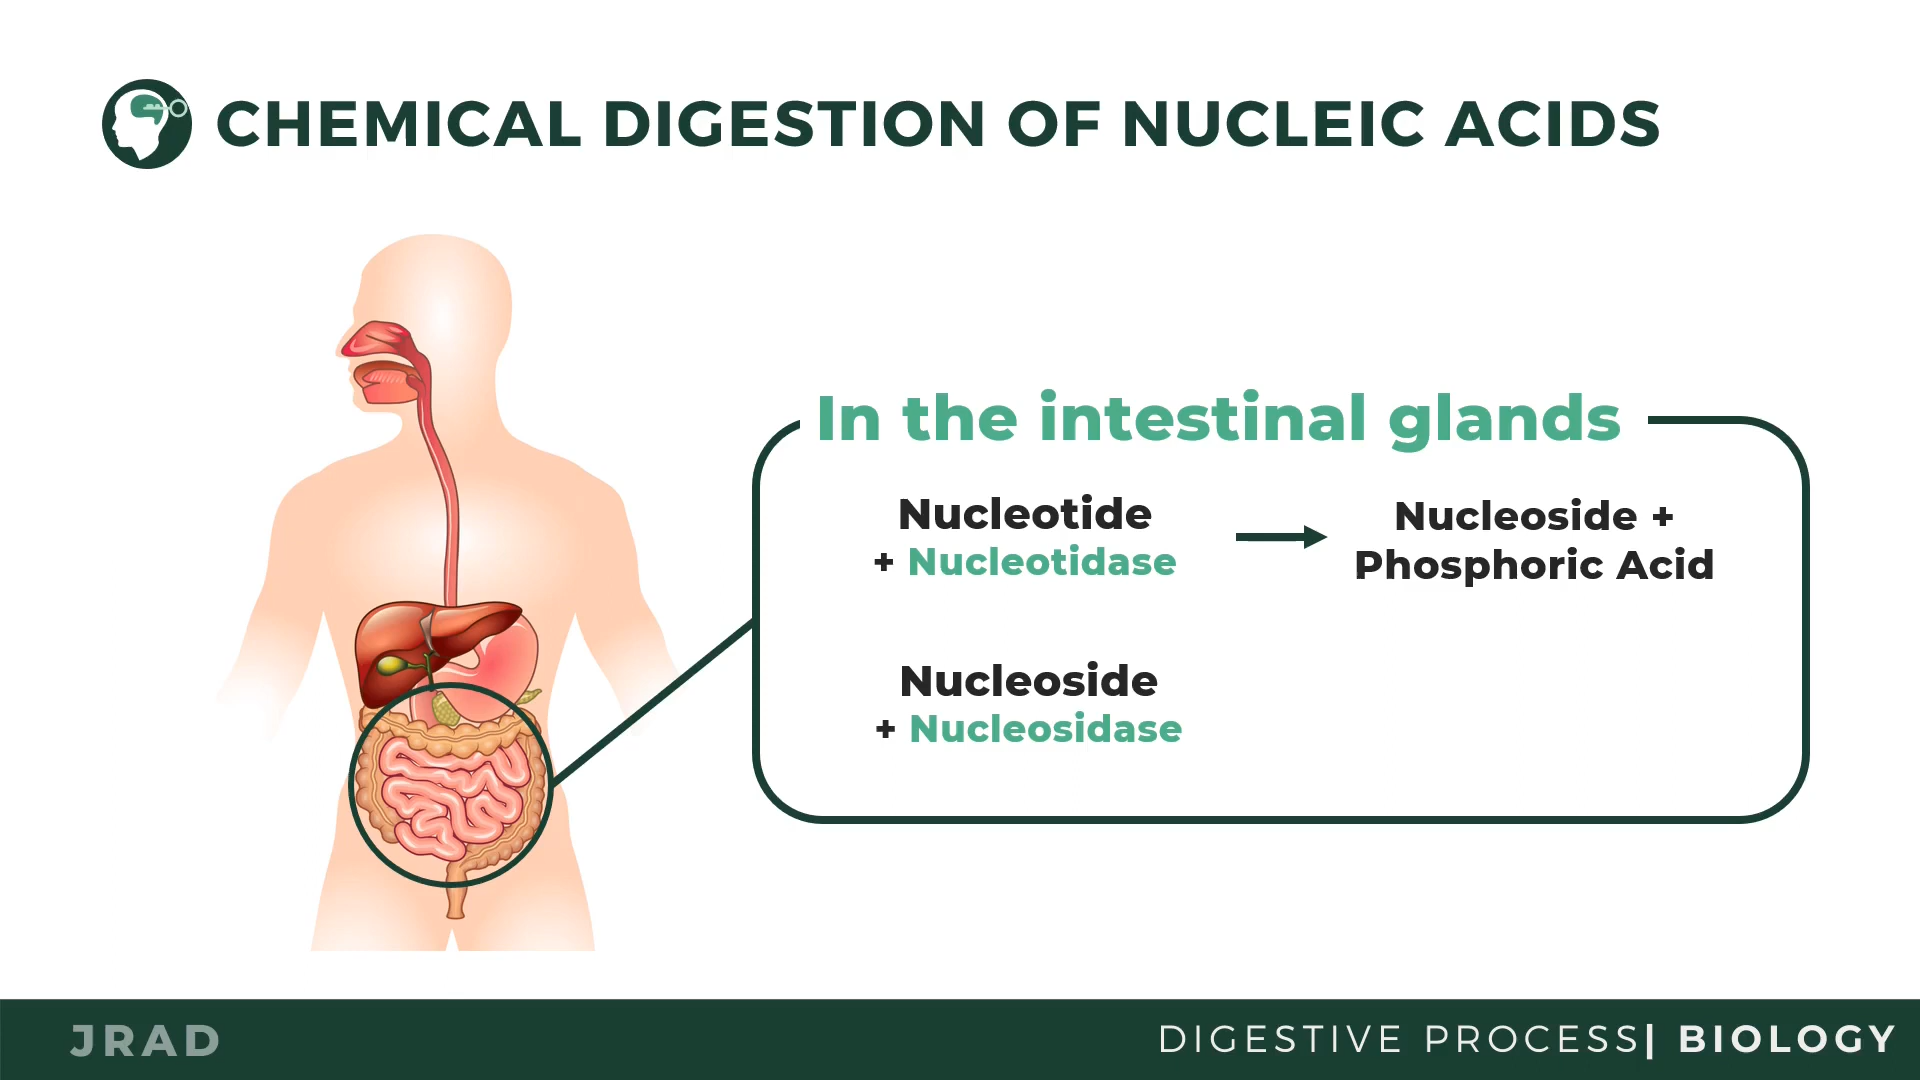 CHEMICAL DIGESTION OF NUCLEIC ACIDS
In the intestinal glands
Nucleotide
+ Nucleotidase
Nucleoside +
Phosphoric Acid
Nucleoside
+ Nucleosidase
JRAD
DIGESTIVE PROCESS| BIOLOGY